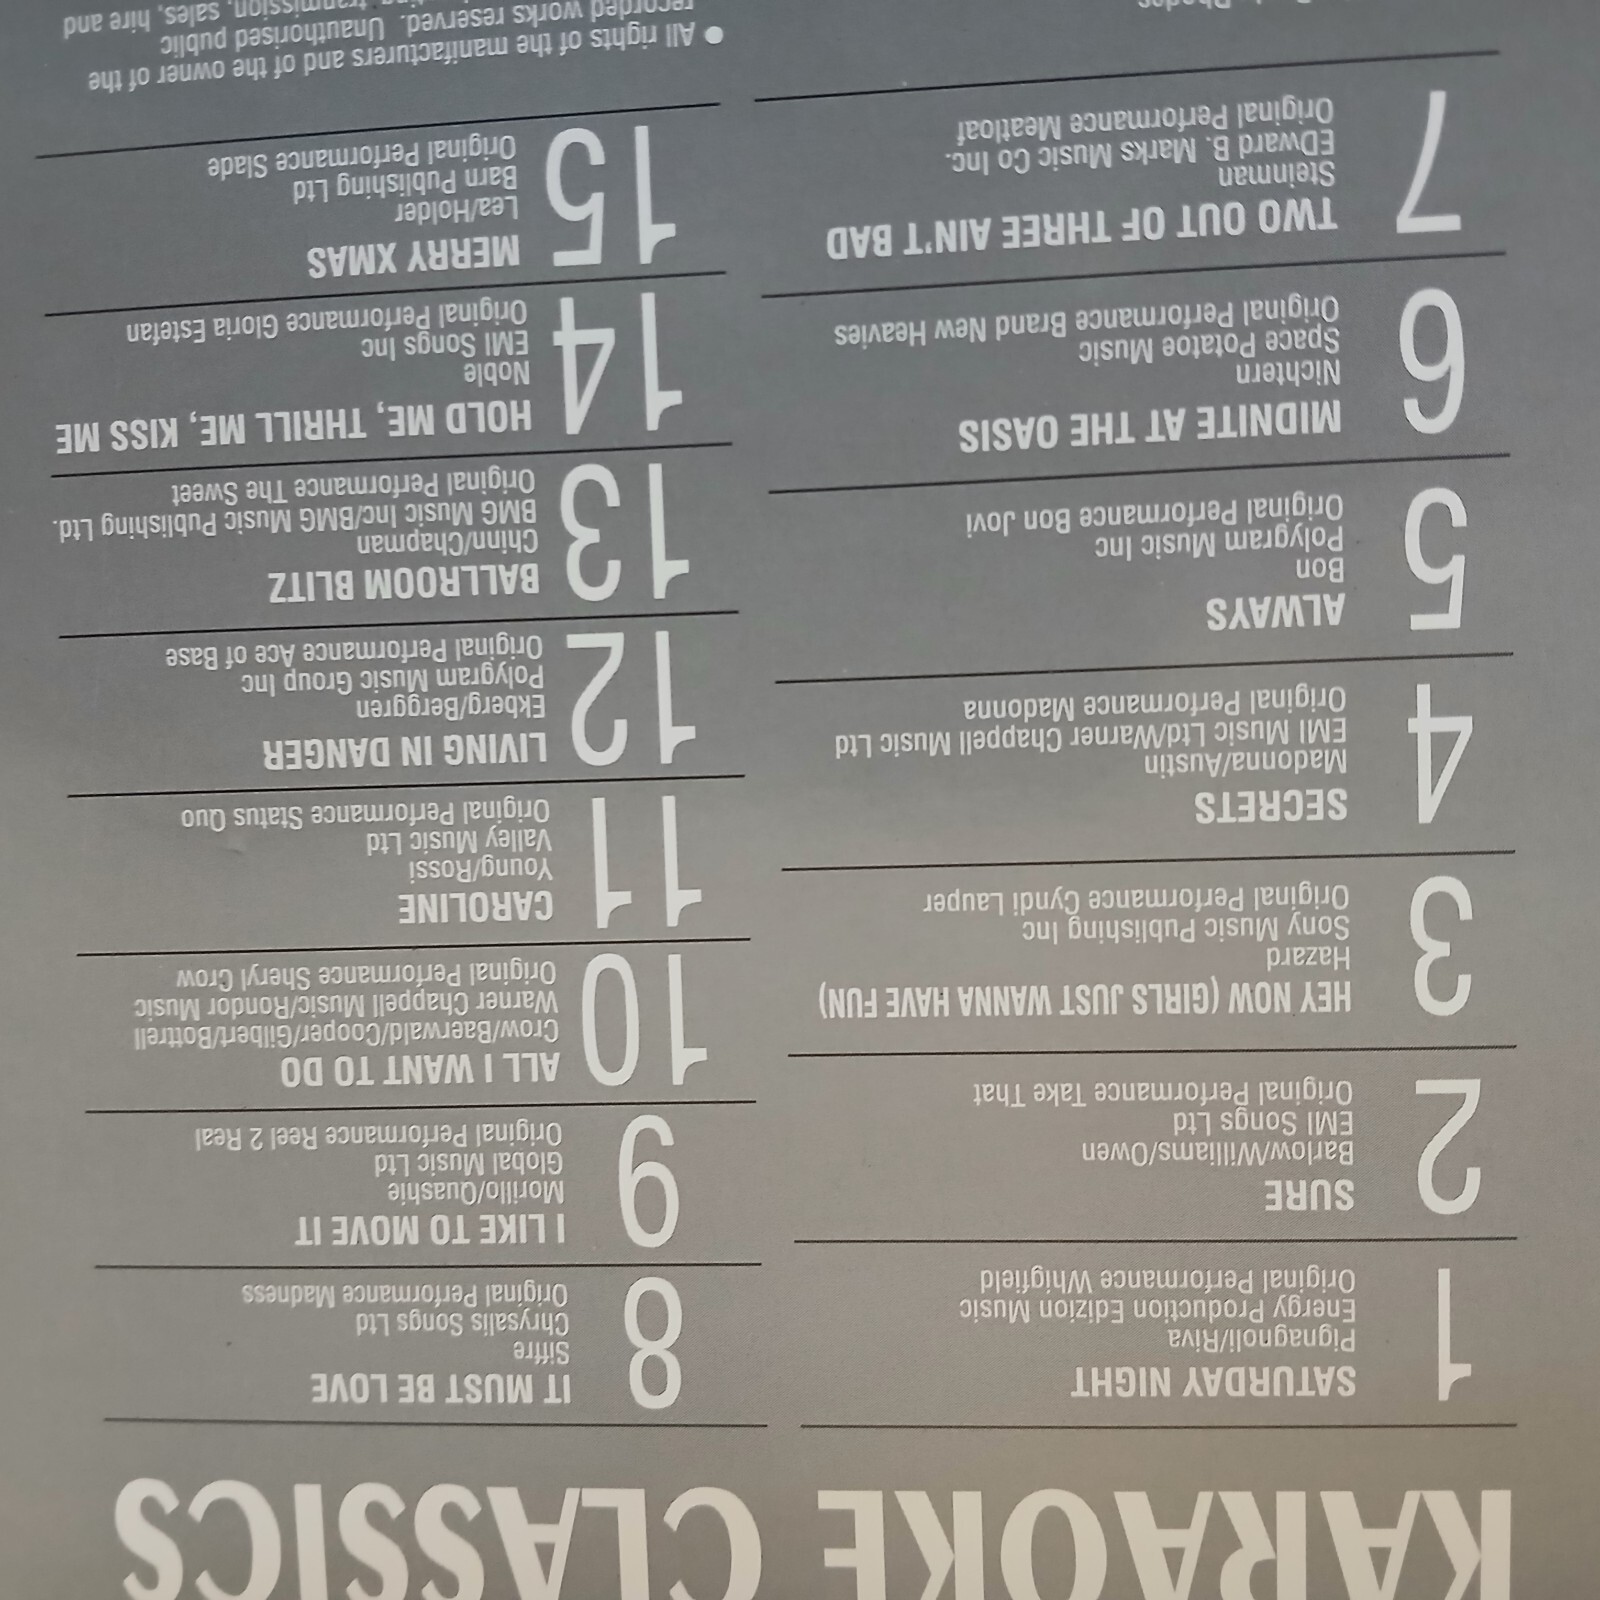 KARAOKE CLASSICS
1
SATURDAY NIGHT
Pignagnoli/Riva
Energy Production Edizion Music
Original Performance Whigfield
2
SURE
Barlow/Williams/Owen
EMI Songs Ltd
Original Performance Take That
3
HEY NOW (GIRLS JUST WANNA HAVE FUN)
Hazard
Sony Music Publishing Inc
Original Performance Cyndi Lauper
4
SECRETS
Madonna/Austin
EMI Music Ltd/Warner Chappell Music Ltd
Original Performance Madonna
5
ALWAYS
Bon
Polygram Music Inc
Original Performance Bon Jovi
6
MIDNITE AT THE OASIS
Nichtern
Space Potatoe Music
Original Performance Brand New Heavies
7
TWO OUT OF THREE AIN'T BAD
Steinman
EDward B. Marks Music Co Inc.
Original Performance Meatloaf
8
IT MUST BE LOVE
Siffre
Chrysalis Songs Ltd
Original Performance Madness
9
I LIKE TO MOVE IT
Morillo/Quashie
Global Music Ltd
Original Performance Reel 2 Real
10
ALL I WANT TO DO
Crow/Baerwald/Cooper/Gilbert/Bottrell
Warner Chappell Music/Rondor Music
Original Performance Sheryl Crow
11
CAROLINE
Young/Rossi
Valley Music Ltd
Original Performance Status Quo
12
LIVING IN DANGER
Ekberg/Berggren
Polygram Music Group Inc
Original Performance Ace of Base
13
BALLROOM BLITZ
Chinn/Chapman
BMG Music Inc/BMG Music Publishing Ltd.
Original Performance The Sweet
14
HOLD ME, THRILL ME, KISS ME
Noble
EMI Songs Inc
Original Performance Gloria Estefan
15
MERRY XMAS
Lea/Holder
Barn Publishing Ltd
Original Performance Slade
● All rights of the manifacturers and of the owner of the
recorded works reserved. Unauthorised public
transmission, sales, hire and